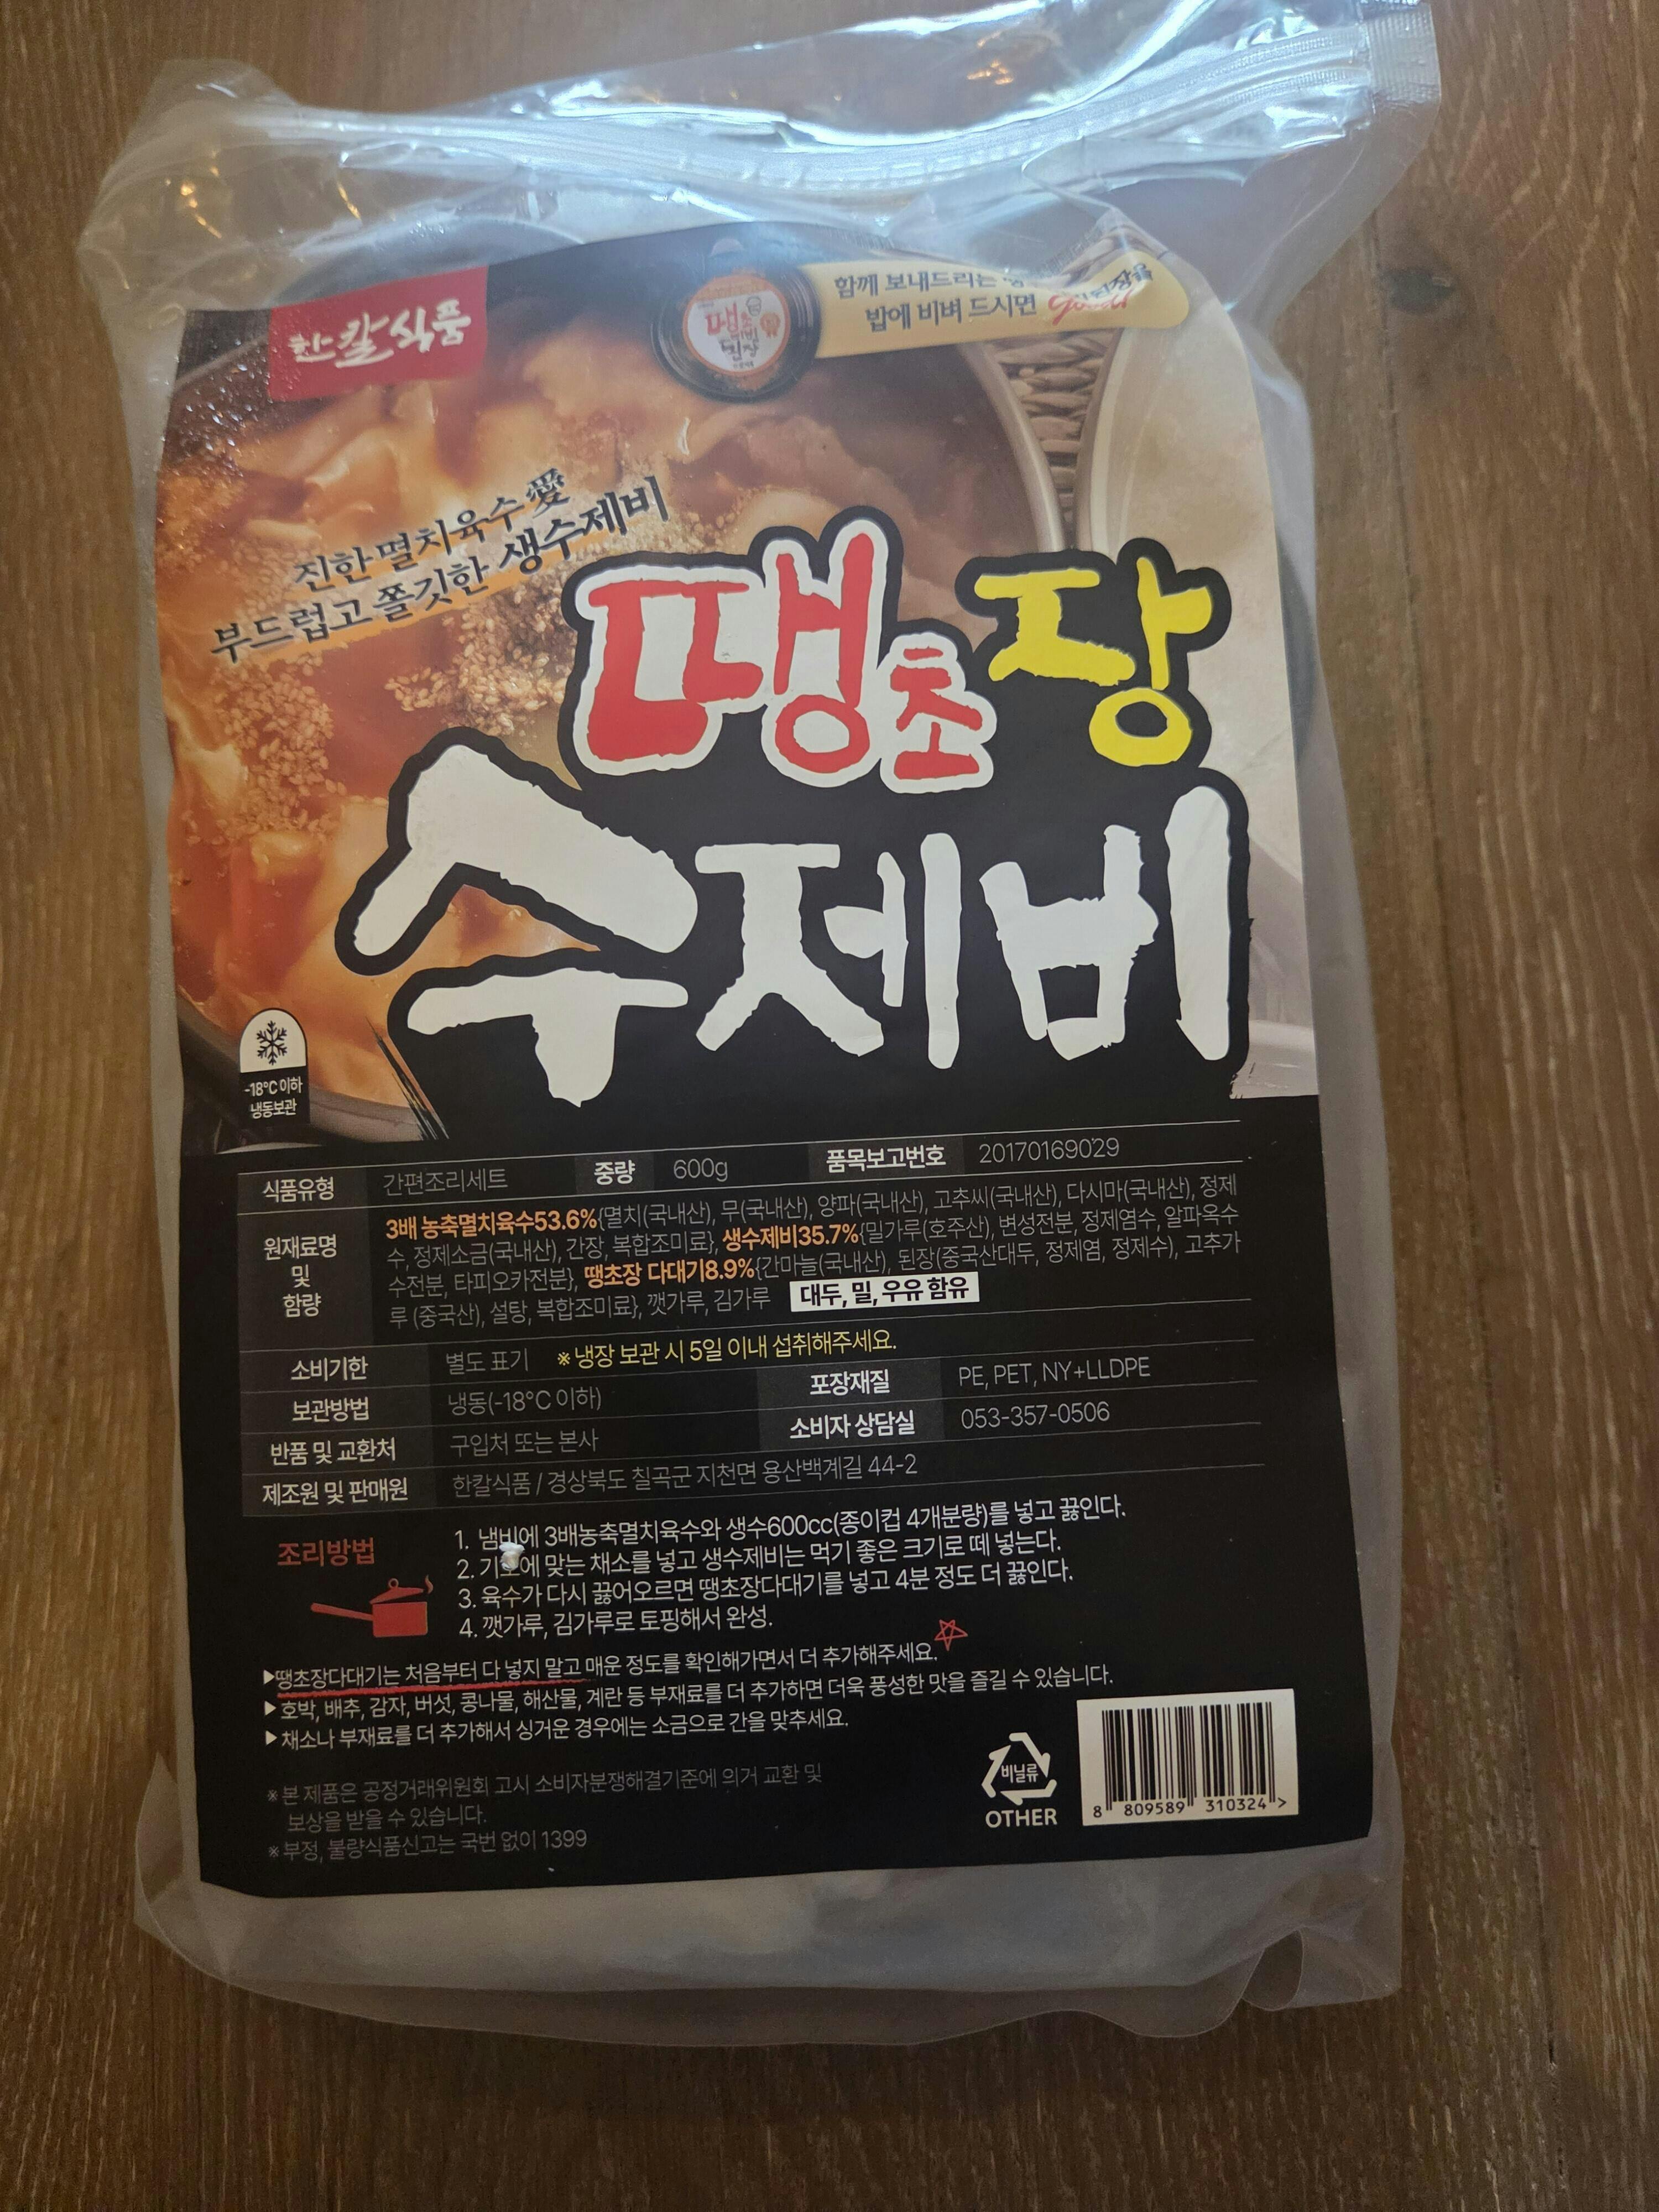 한칼식품
땡초
비빔
된장
함께 보내드리는
밥에 비벼 드시면 Good!
진한 멸치육수 愛
부드럽고 쫄깃한 생수제비
땡초장
수제비
-18°C 이하
냉동보관
식품유형 간편조리세트 중량 600g 품목보고번호 20170169029
원재료명 및 함량
3배 농축멸치육수53.6%{멸치(국내산), 무(국내산), 양파(국내산), 고추씨(국내산), 다시마(국내산), 정제
수, 정제소금(국내산), 간장, 복합조미료}, 생수제비35.7%{밀가루(호주산), 변성전분, 정제염수, 알파옥수
수전분, 타피오카전분}, 땡초장 다대기8.9%{간마늘(국내산), 된장(중국산대두, 정제염, 정제수), 고추가
루 (중국산), 설탕, 복합조미료}, 깻가루, 김가루 대두, 밀, 우유 함유
소비기한 별도 표기 ※ 냉장 보관 시 5일 이내 섭취해주세요.
보관방법 냉동(-18°C 이하) 포장재질 PE, PET, NY+LLDPE
반품 및 교환처 구입처 또는 본사 소비자 상담실 053-357-0506
제조원 및 판매원 한칼식품 / 경상북도 칠곡군 지천면 용산백계길 44-2
조리방법
1. 냄비에 3배농축멸치육수와 생수600cc(종이컵 4개분량)를 넣고 끓인다.
2. 기호에 맞는 채소를 넣고 생수제비는 먹기 좋은 크기로 떼 넣는다.
3. 육수가 다시 끓어오르면 땡초장다대기를 넣고 4분 정도 더 끓인다.
4. 깻가루, 김가루로 토핑해서 완성.
▶땡초장다대기는 처음부터 다 넣지 말고 매운 정도를 확인해가면서 더 추가해주세요.
▶호박, 배추, 감자, 버섯, 콩나물, 해산물, 계란 등 부재료를 더 추가하면 더욱 풍성한 맛을 즐길 수 있습니다.
▶채소나 부재료를 더 추가해서 싱거운 경우에는 소금으로 간을 맞추세요.
※ 본 제품은 공정거래위원회 고시 소비자분쟁해결기준에 의거 교환 및
보상을 받을 수 있습니다.
※ 부정, 불량식품신고는 국번 없이 1399
비닐류
OTHER
8 809589 310324 >